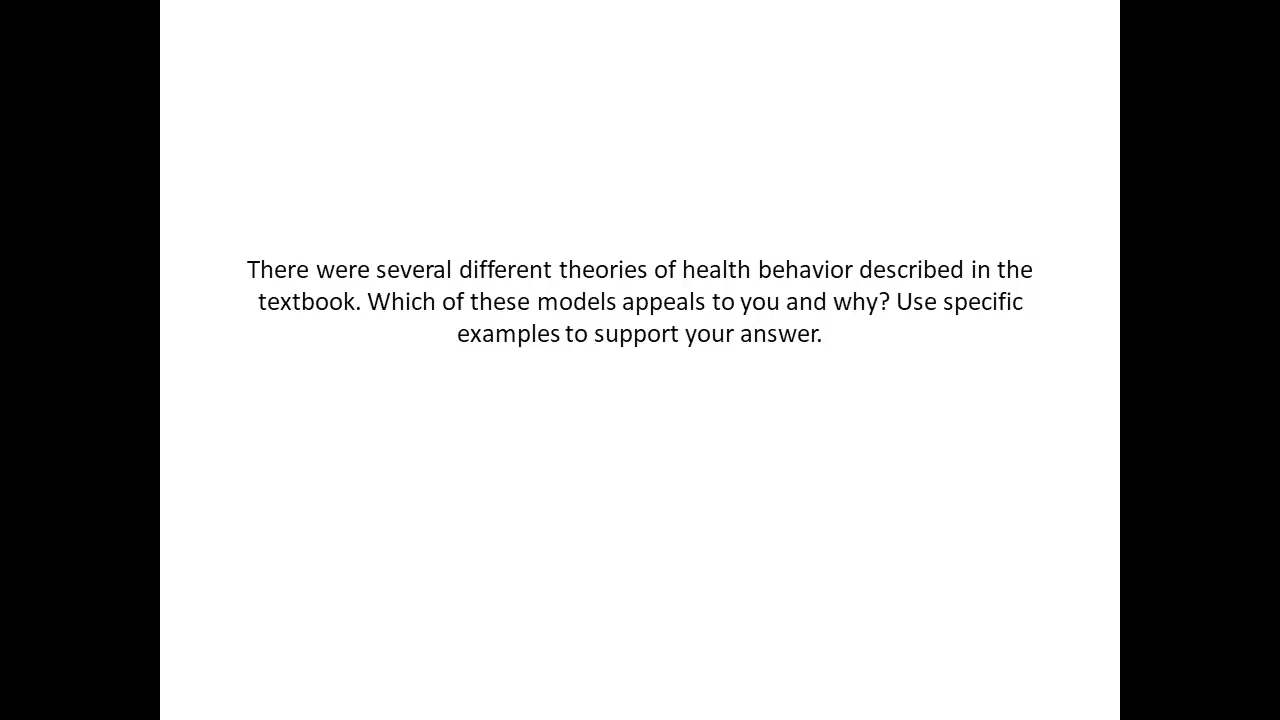 There were several different theories of health behavior described in the
textbook. Which of these models appeals to you and why? Use specific
examples to support your answer.